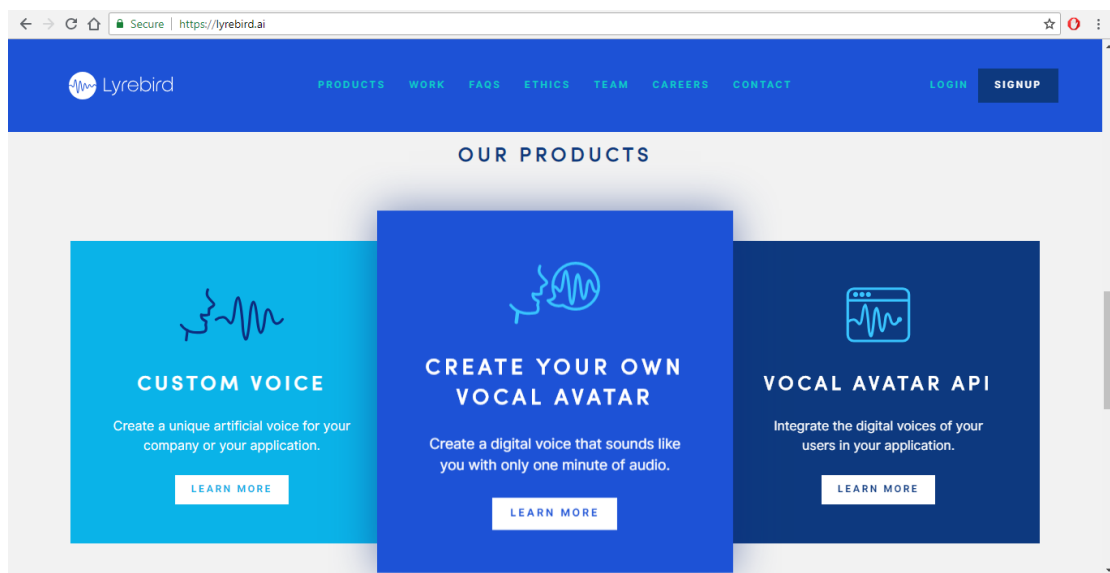 Secure | https://lyrebird.ai
Lyrebird PRODUCTS WORK FAQS ETHICS TEAM CAREERS CONTACT LOGIN SIGNUP
OUR PRODUCTS
CUSTOM VOICE
Create a unique artificial voice for your
company or your application.
LEARN MORE
CREATE YOUR OWN
VOCAL AVATAR
Create a digital voice that sounds like
you with only one minute of audio.
LEARN MORE
VOCAL AVATAR API
Integrate the digital voices of your
users in your application.
LEARN MORE